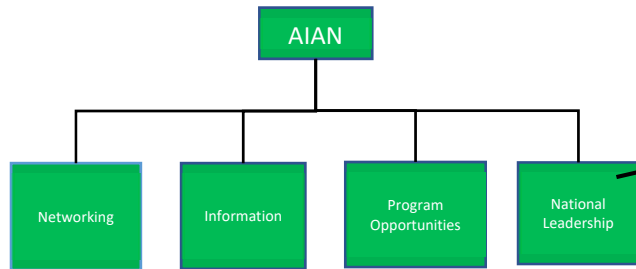 AIAN
Networking
Information
Program
Opportunities
National
Leadership